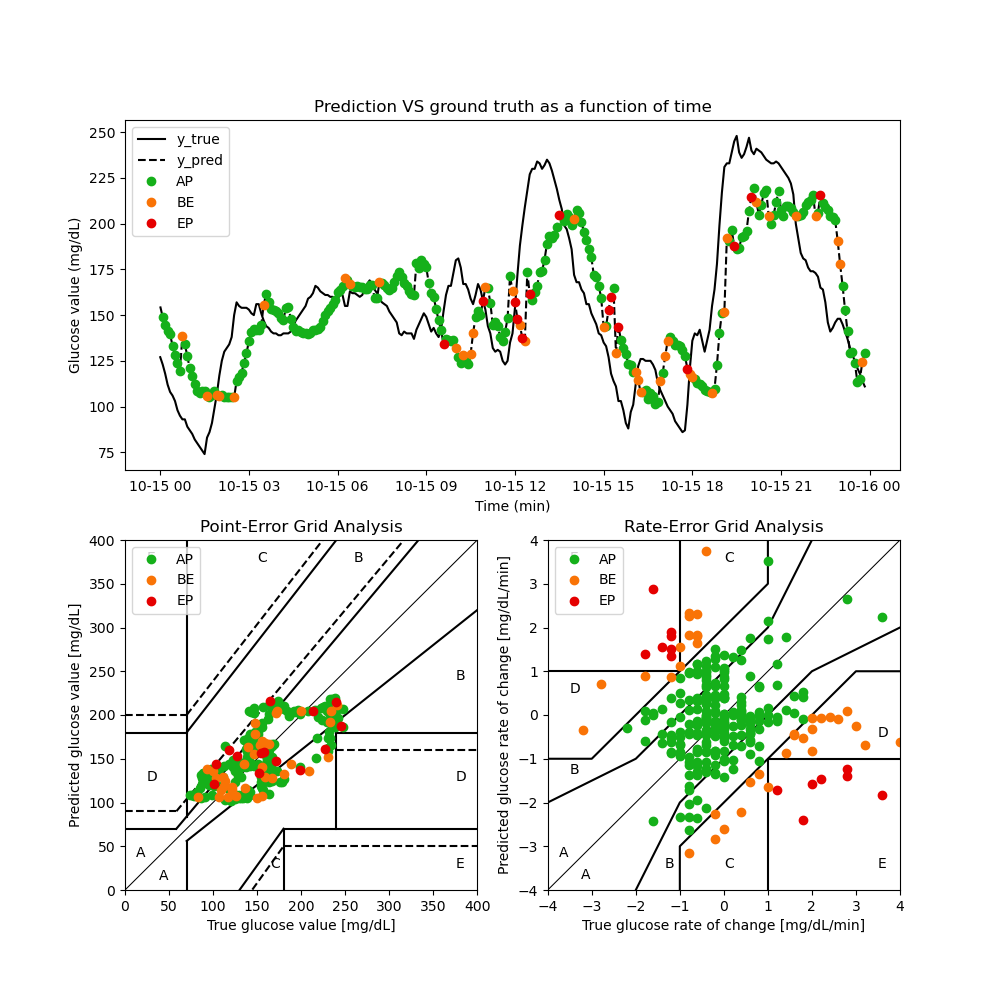 Prediction VS ground truth as a function of time
Glucose value (mg/dL)
250
225
200
175
150
125
100
75
y_true
y_pred
AP
BE
EP
10-15 00 10-15 03 10-15 06 10-15 09 10-15 12 10-15 15 10-15 18 10-15 21 10-16 00
Time (min)
Point-Error Grid Analysis
Predicted glucose value [mg/dL]
400
350
300
250
200
150
100
50
0
AP
BE
EP
C
B
B
D
D
A
A
C
E
0 50 100 150 200 250 300 350 400
True glucose value [mg/dL]
Rate-Error Grid Analysis
Predicted glucose rate of change [mg/dL/min]
4
3
2
1
0
−1
−2
−3
−4
AP
BE
EP
C
D
D
B
A
A
B
C
E
−4 −3 −2 −1 0 1 2 3 4
True glucose rate of change [mg/dL/min]